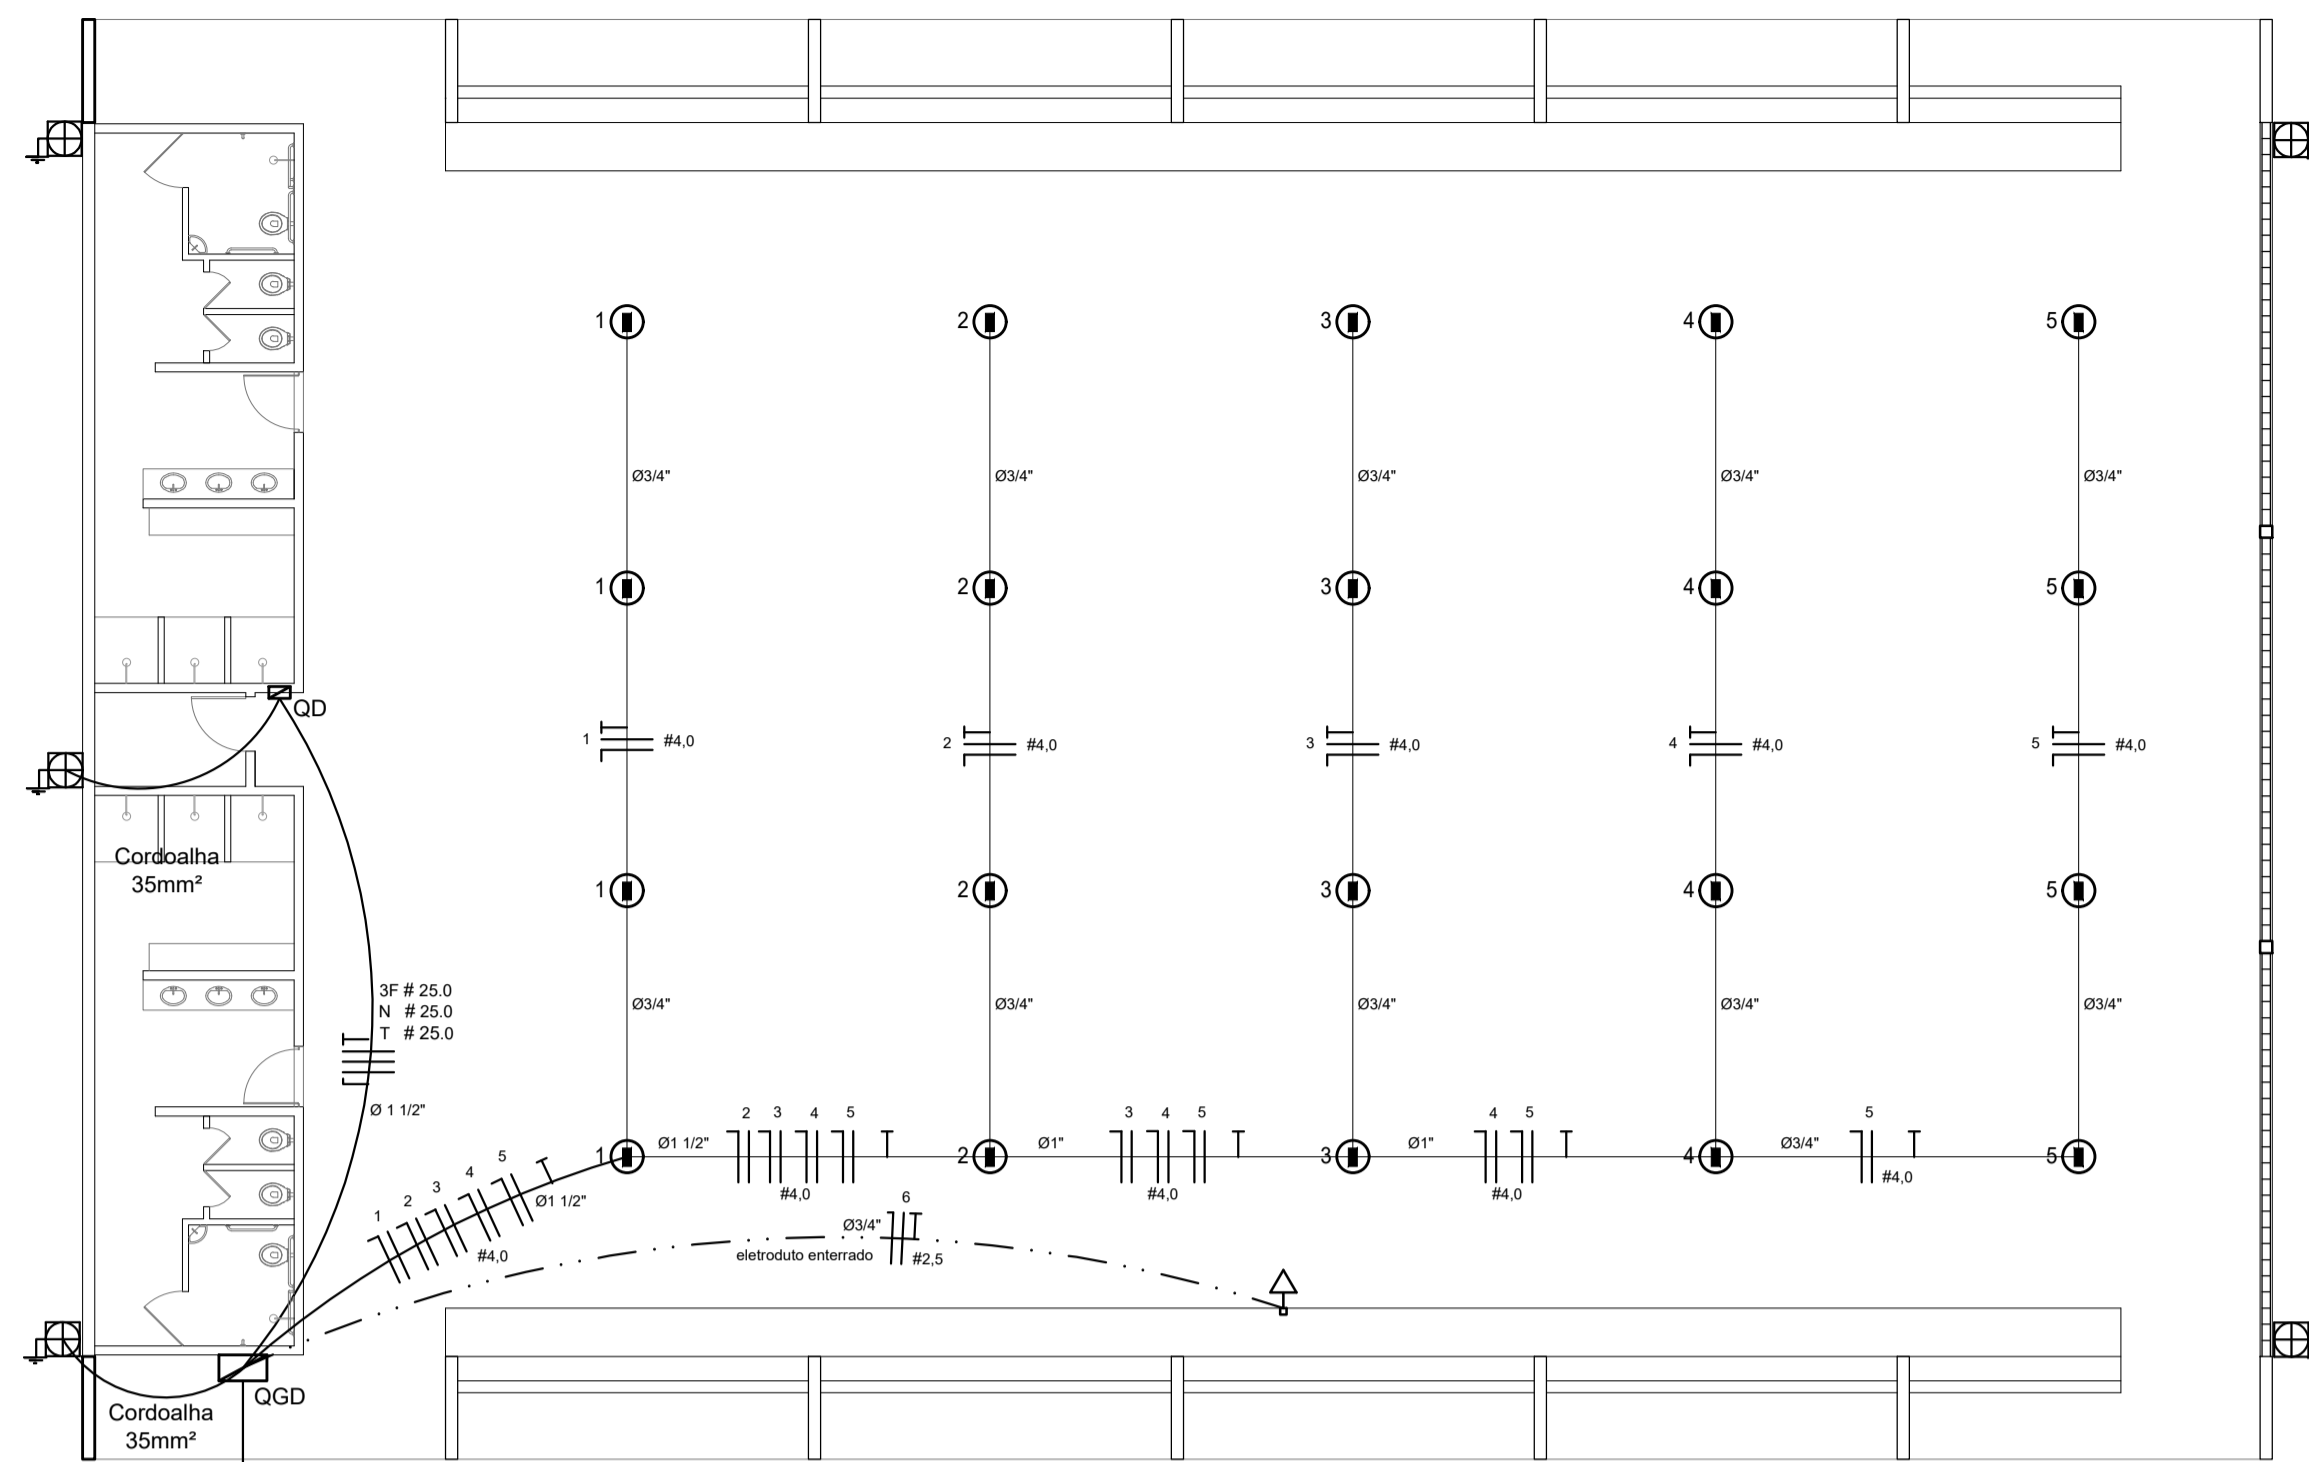 1 2 3 4 5
Ø3/4" Ø3/4" Ø3/4" Ø3/4" Ø3/4"
1 2 3 4 5
QD
1 #4,0 2 #4,0 3 #4,0 4 #4,0 5 #4,0
Cordoalha
35mm²
1 2 3 4 5
3F # 25.0
N # 25.0
T # 25.0
Ø3/4" Ø3/4" Ø3/4" Ø3/4" Ø3/4"
Ø 1 1/2"
2 3 4 5
3 4 5
4 5
5
1 Ø1 1/2" 2 Ø1" 3 Ø1" 4 Ø3/4" 5
#4,0 #4,0 #4,0 #4,0
1 2 3 4 5
Ø1 1/2"
#4,0
6
Ø3/4"
eletroduto enterrado
#2,5
QGD
Cordoalha
35mm²